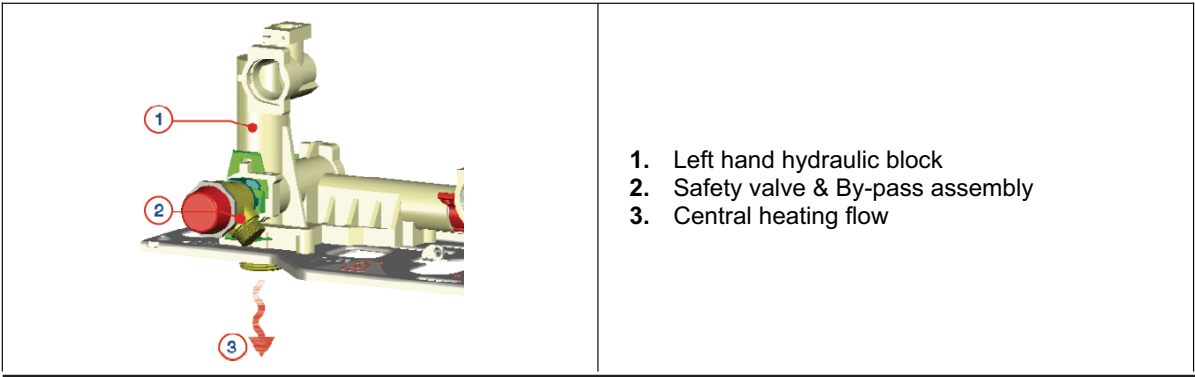 1
2
3
1. Left hand hydraulic block
2. Safety valve & By-pass assembly
3. Central heating flow